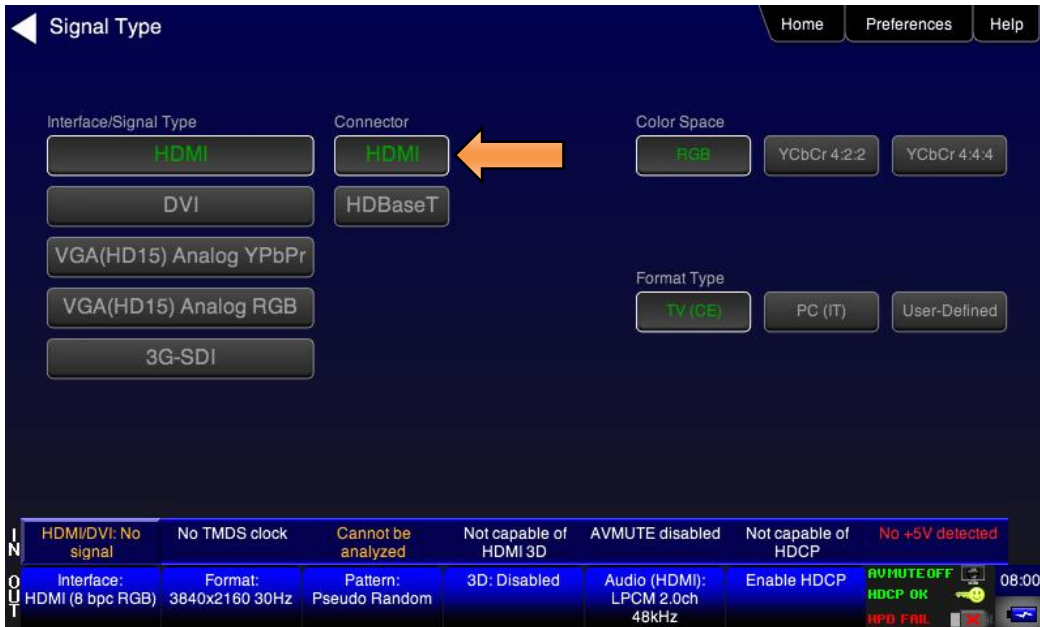 Signal Type
Home
Preferences
Help
Interface/Signal Type
Connector
Color Space
HDMI
HDMI
RGB
YCbCr 4:2:2
YCbCr 4:4:4
DVI
HDBaseT
VGA(HD15) Analog YPbPr
Format Type
VGA(HD15) Analog RGB
TV (CE)
PC (IT)
User-Defined
3G-SDI
IN
HDMI/DVI: No
signal
No TMDS clock
Cannot be
analyzed
Not capable of
HDMI 3D
AVMUTE disabled
Not capable of
HDCP
No +5V detected
OUT
Interface:
HDMI (8 bpc RGB)
Format:
3840x2160 30Hz
Pattern:
Pseudo Random
3D: Disabled
Audio (HDMI):
LPCM 2.0ch
48kHz
Enable HDCP
AVMUTEOFF
HDCP OK
HPD FAIL
08:00